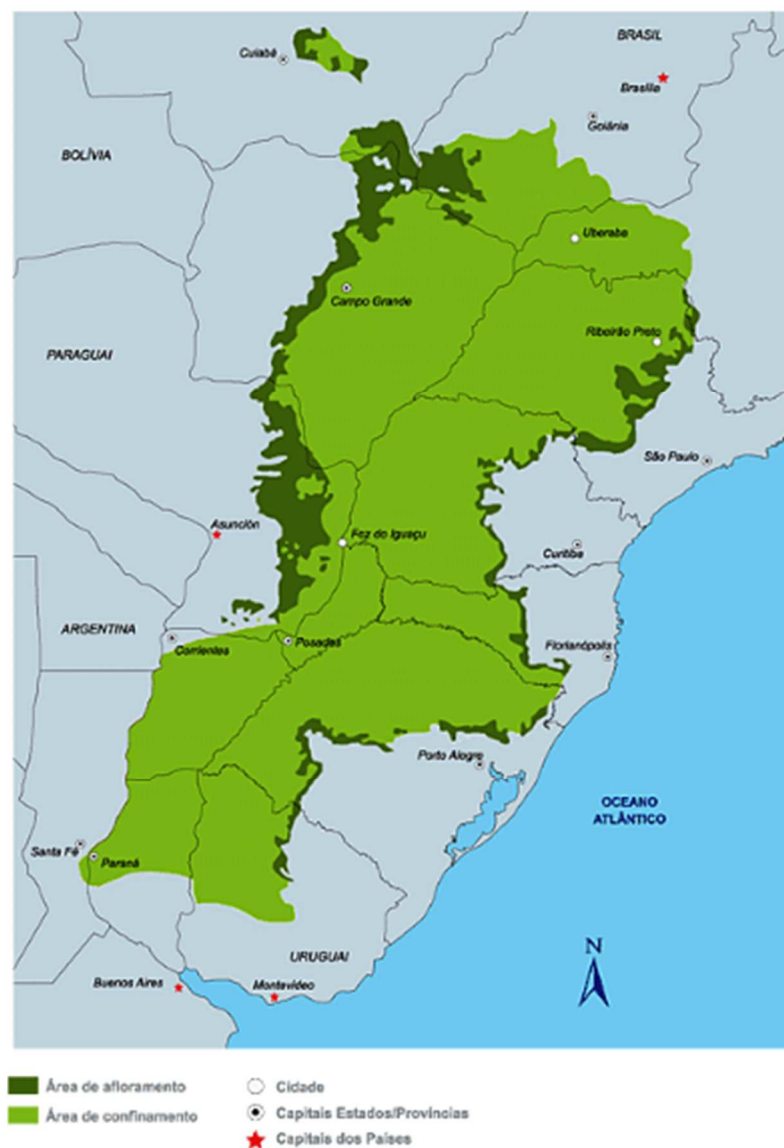 BRASIL
Cuiabá
Brasília
Goiânia
BOLÍVIA
Uberaba
Campo Grande
Ribeirão Preto
PARAGUAI
São Paulo
Asunción
Foz do Iguaçu
Curitiba
ARGENTINA
Corrientes
Posadas
Florianópolis
Porto Alegre
OCEANO
ATLÂNTICO
Santa Fé
Paraná
N
URUGUAI
Buenos Aires
Montevideo
Área de afloramento
Cidade
Área de confinamento
Capitais Estados/Províncias
Capitais dos Países